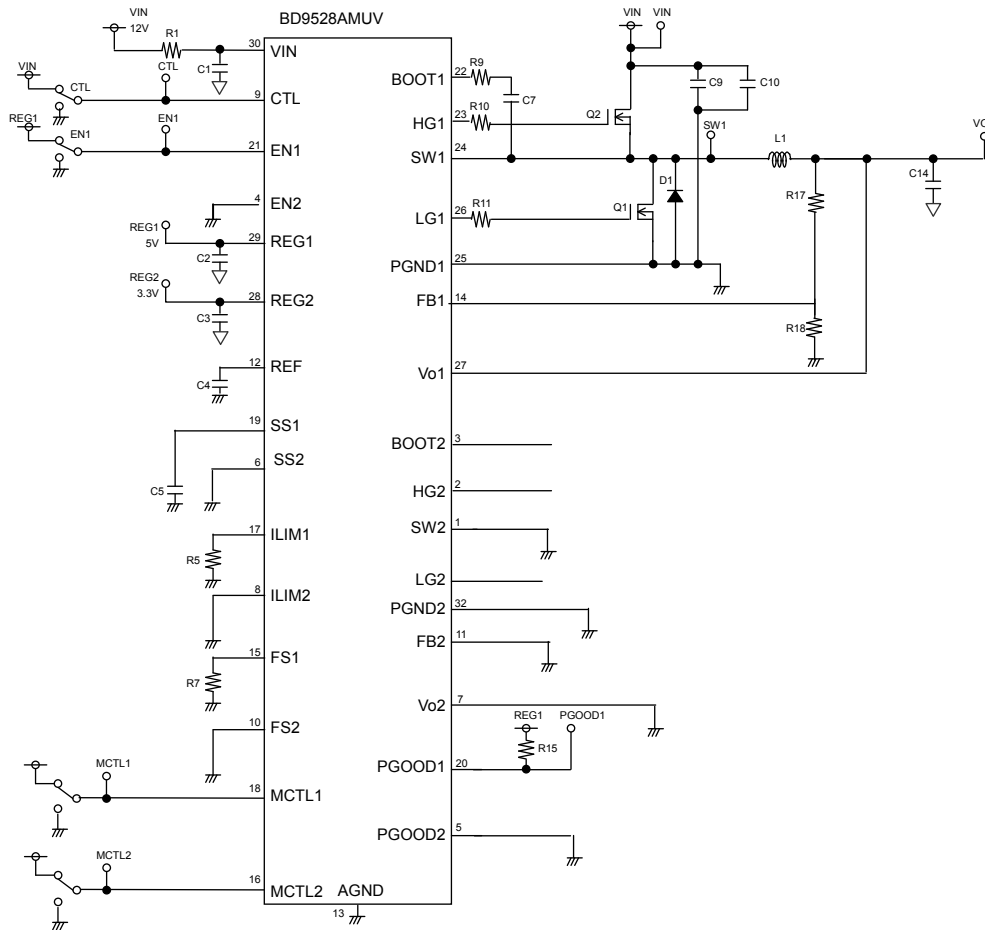 BD9528AMUV
VIN
12V
R1
30
VIN
C1
VIN
CTL
CTL
9
CTL
REG1
EN1
EN1
21
EN1
4
EN2
REG1
5V
29
REG1
C2
REG2
3.3V
28
REG2
C3
12
REF
C4
19
SS1
C5
6
SS2
17
ILIM1
R5
8
ILIM2
15
FS1
R7
10
FS2
MCTL1
18
MCTL1
MCTL2
16
MCTL2
AGND
13
VIN
VIN
BOOT1
22
R9
C7
C9
C10
HG1
23
R10
Q2
SW1
SW1
24
L1
C14
D1
R17
LG1
26
R11
Q1
PGND1
25
FB1
14
R18
Vo1
27
BOOT2
3
HG2
2
SW2
1
LG2
PGND2
32
FB2
11
Vo2
7
REG1
PGOOD1
R15
PGOOD1
20
PGOOD2
5